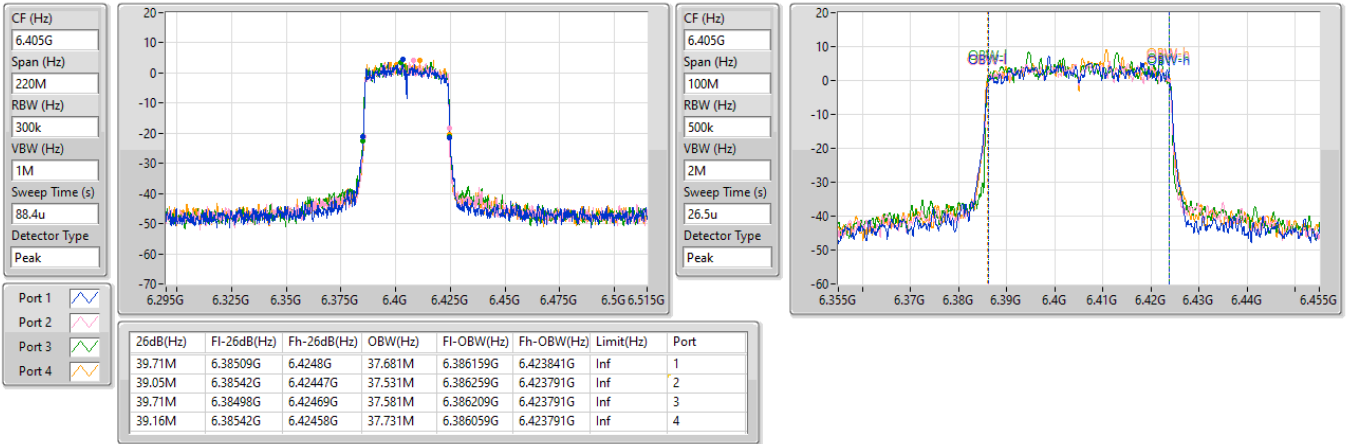 CF (Hz)
6.405G
Span (Hz)
220M
RBW (Hz)
300k
VBW (Hz)
1M
Sweep Time (s)
88.4u
Detector Type
Peak
20
10
0
-10
-20
-30
-40
-50
-60
-70
6.295G 6.325G 6.35G 6.375G 6.4G 6.425G 6.45G 6.475G 6.5G 6.515G
CF (Hz)
6.405G
Span (Hz)
100M
RBW (Hz)
500k
VBW (Hz)
2M
Sweep Time (s)
26.5u
Detector Type
Peak
20
10
0
-10
-20
-30
-40
-50
-60
OBW-l OBW-h
6.355G 6.37G 6.38G 6.39G 6.4G 6.41G 6.42G 6.43G 6.44G 6.455G
Port 1
Port 2
Port 3
Port 4
26dB(Hz) Fl-26dB(Hz) Fh-26dB(Hz) OBW(Hz) Fl-OBW(Hz) Fh-OBW(Hz) Limit(Hz) Port
39.71M 6.38509G 6.4248G 37.681M 6.386159G 6.423841G Inf 1
39.05M 6.38542G 6.42447G 37.531M 6.386259G 6.423791G Inf 2
39.71M 6.38498G 6.42469G 37.581M 6.386209G 6.423791G Inf 3
39.16M 6.38542G 6.42458G 37.731M 6.386059G 6.423791G Inf 4